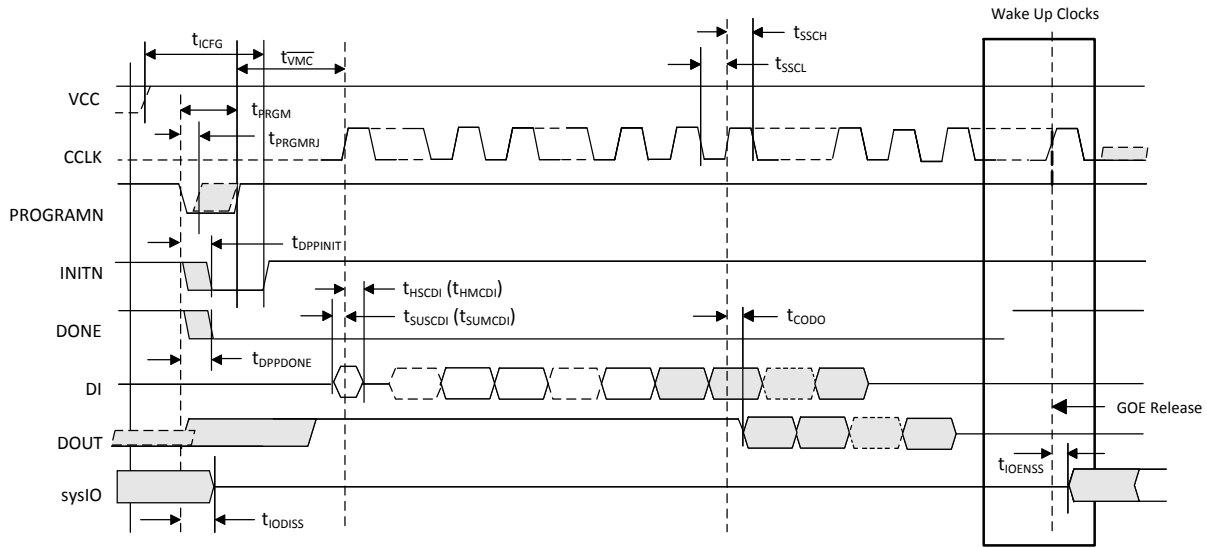 Wake Up Clocks
tICFG
tVMC
tSSCH
tSSCL
VCC
tPRGM
tPRGMRJ
CCLK
PROGRAMN
tDPPINIT
INITN
tHSCDI (tHMCDI)
tSUSCDI (tSUMCDI)
tCODO
DONE
tDPPDONE
DI
GOE Release
DOUT
tIOENSS
sysIO
tIODISS